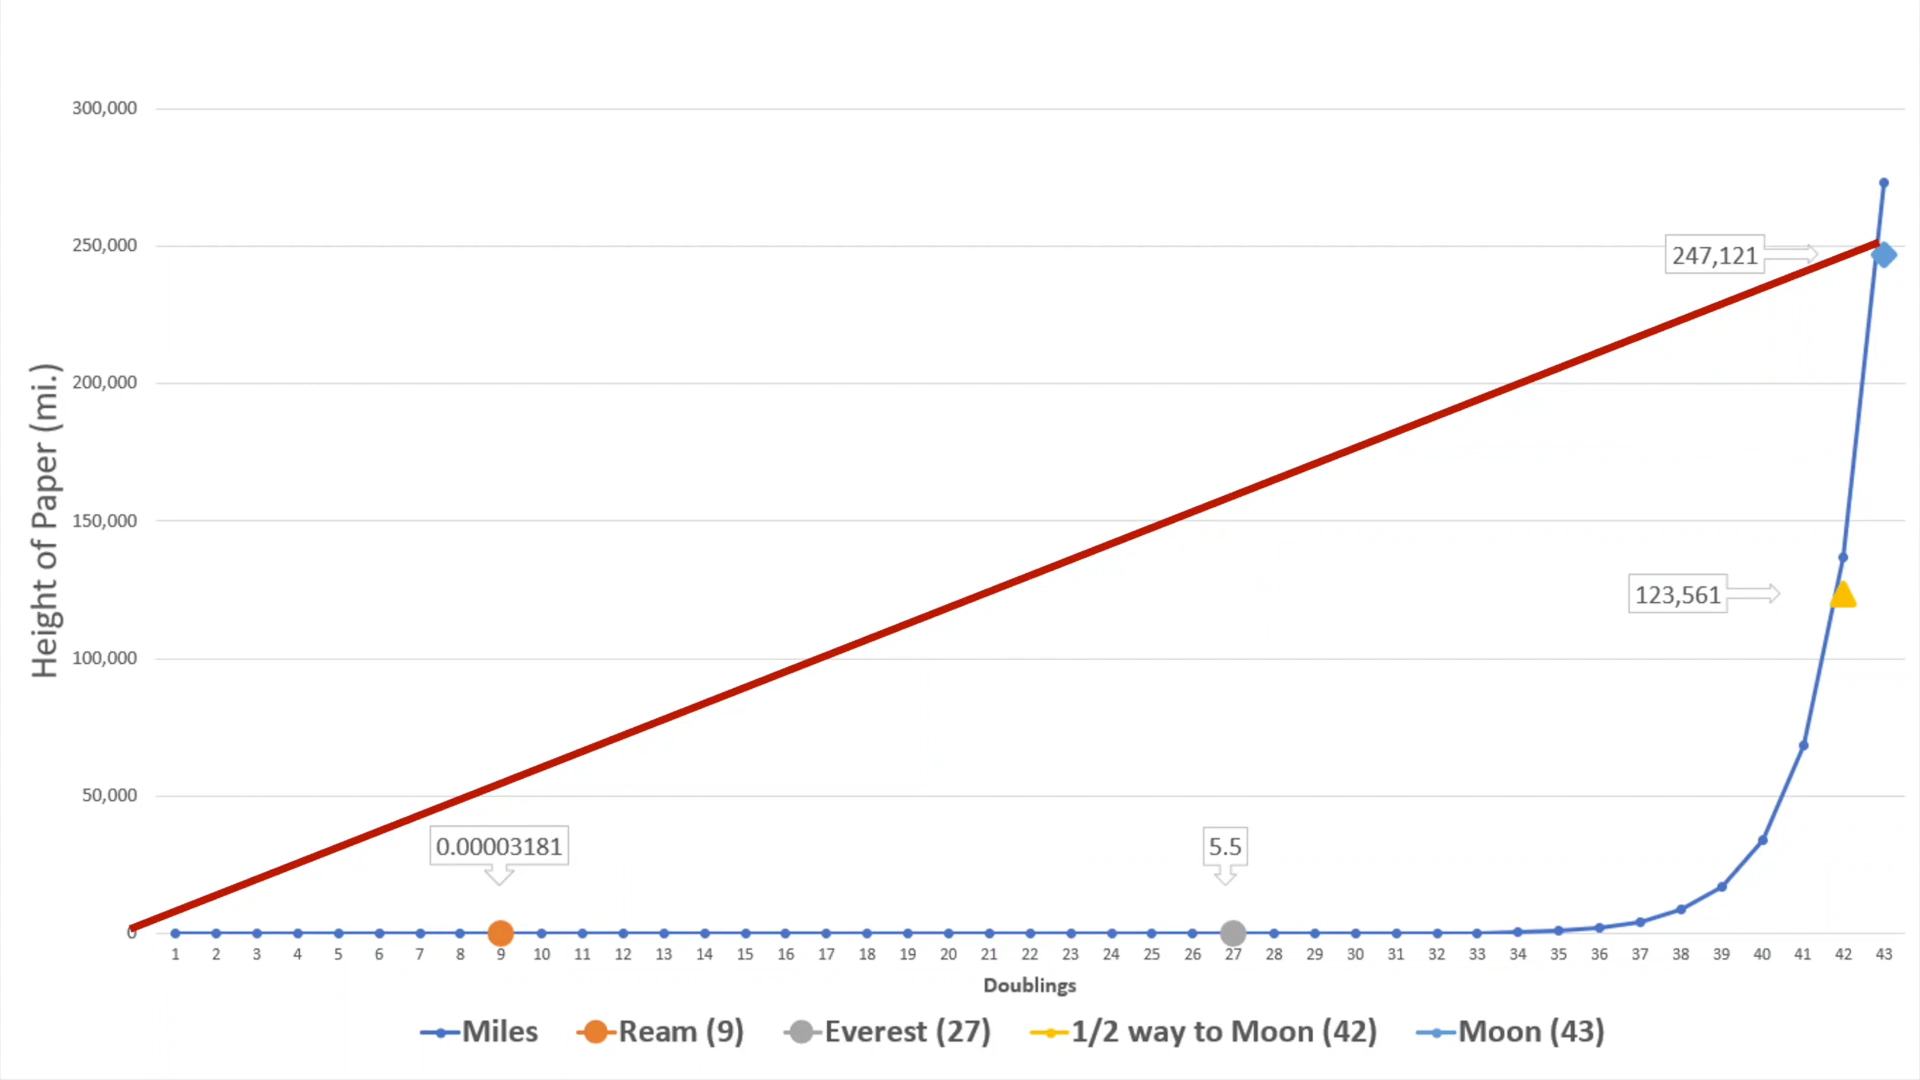 300,000
250,000
200,000
150,000
100,000
50,000
0
Height of Paper (mi.)
247,121
123,561
0.00003181
5.5
1 2 3 4 5 6 7 8 9 10 11 12 13 14 15 16 17 18 19 20 21 22 23 24 25 26 27 28 29 30 31 32 33 34 35 36 37 38 39 40 41 42 43
Doublings
Miles Ream (9) Everest (27) 1/2 way to Moon (42) Moon (43)